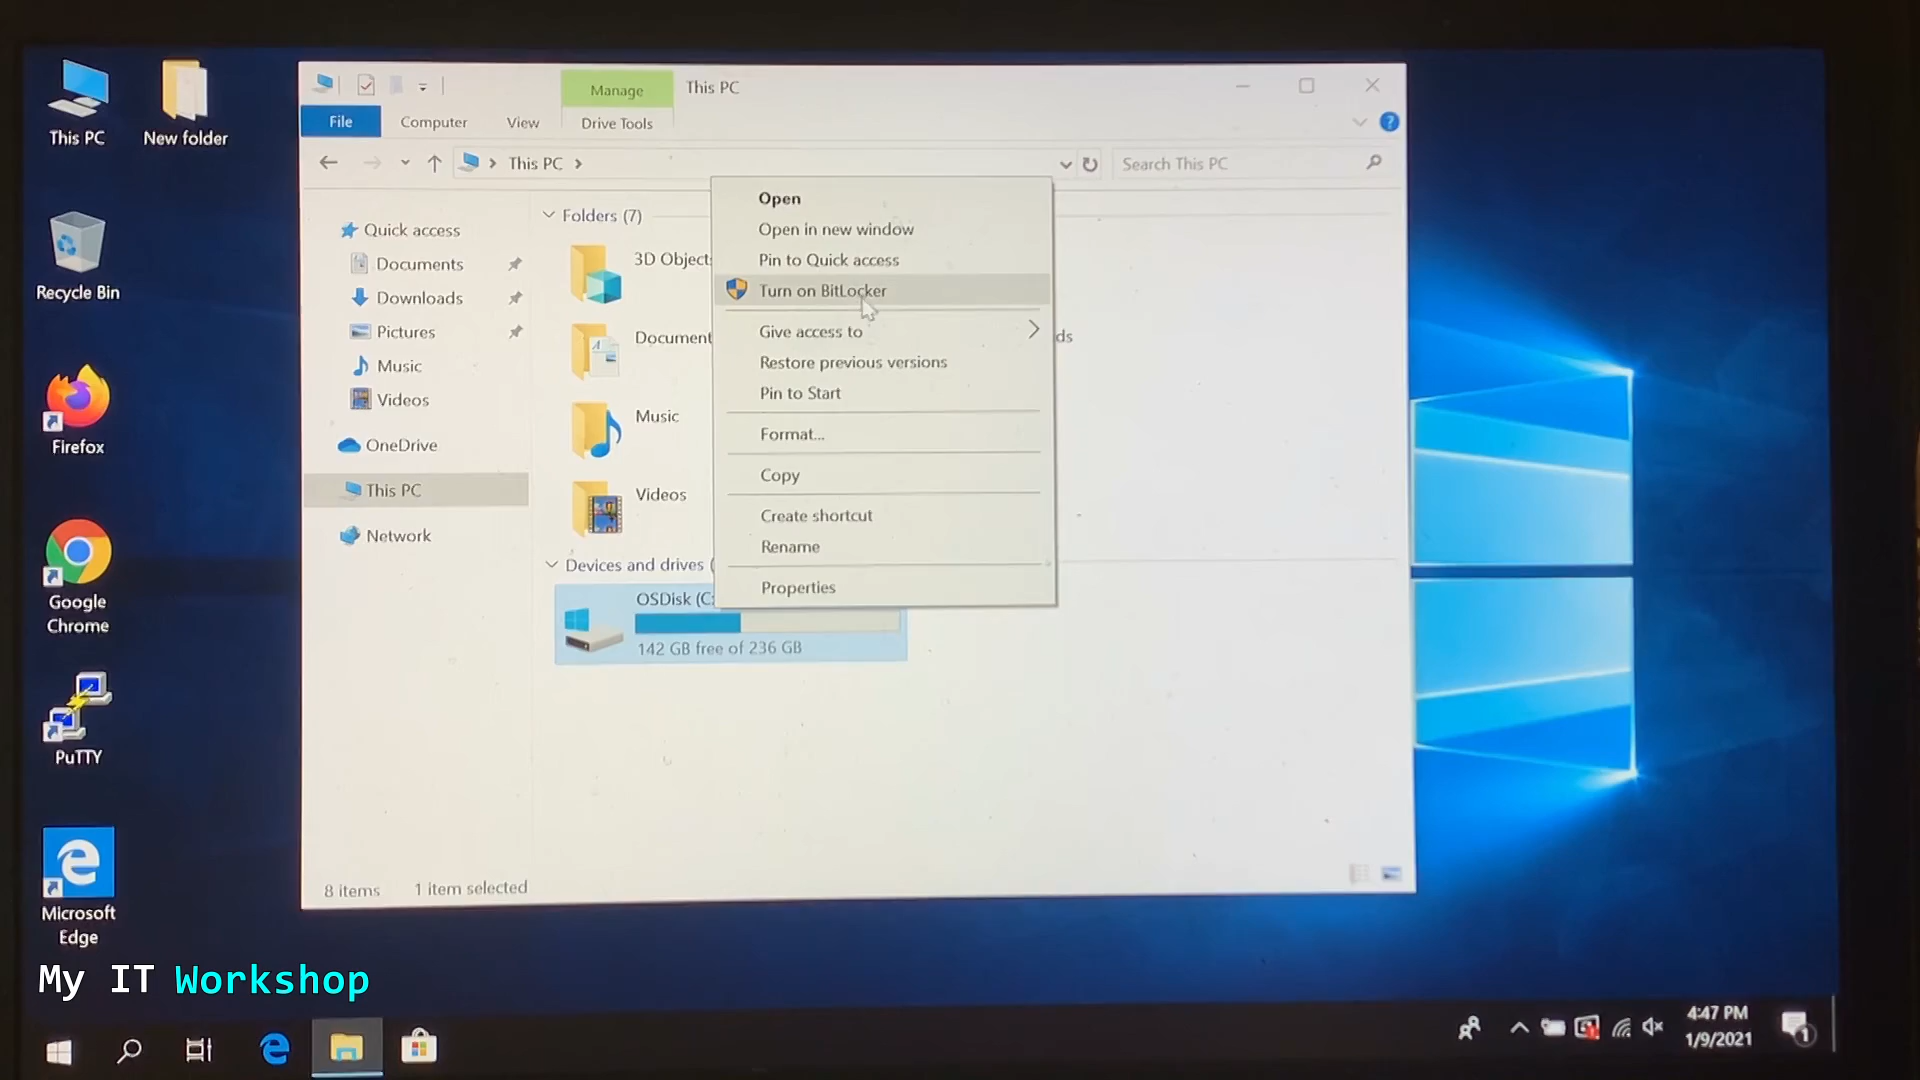 This PC
New folder
Recycle Bin
Firefox
Google
Chrome
PuTTY
Microsoft
Edge
Manage
This PC
File
Computer
View
Drive Tools
This PC
Search This PC
Quick access
Documents
Downloads
Pictures
Music
Videos
OneDrive
This PC
Network
Folders (7)
3D Object
Document
Music
Videos
ds
Devices and drives (
OSDisk (C:
142 GB free of 236 GB
Open
Open in new window
Pin to Quick access
Turn on BitLocker
Give access to
Restore previous versions
Pin to Start
Format...
Copy
Create shortcut
Rename
Properties
8 items
1 item selected
My IT Workshop
4:47 PM
1/9/2021
1